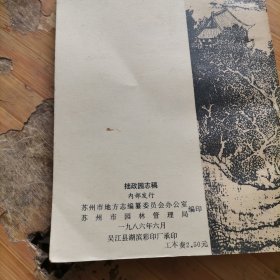 拙政园志稿
内部发行
苏州市地方志编纂委员会办公室
苏州市园林管理局 编印
一九八六年六月
吴江县湖滨彩印厂承印
工本费2.50元